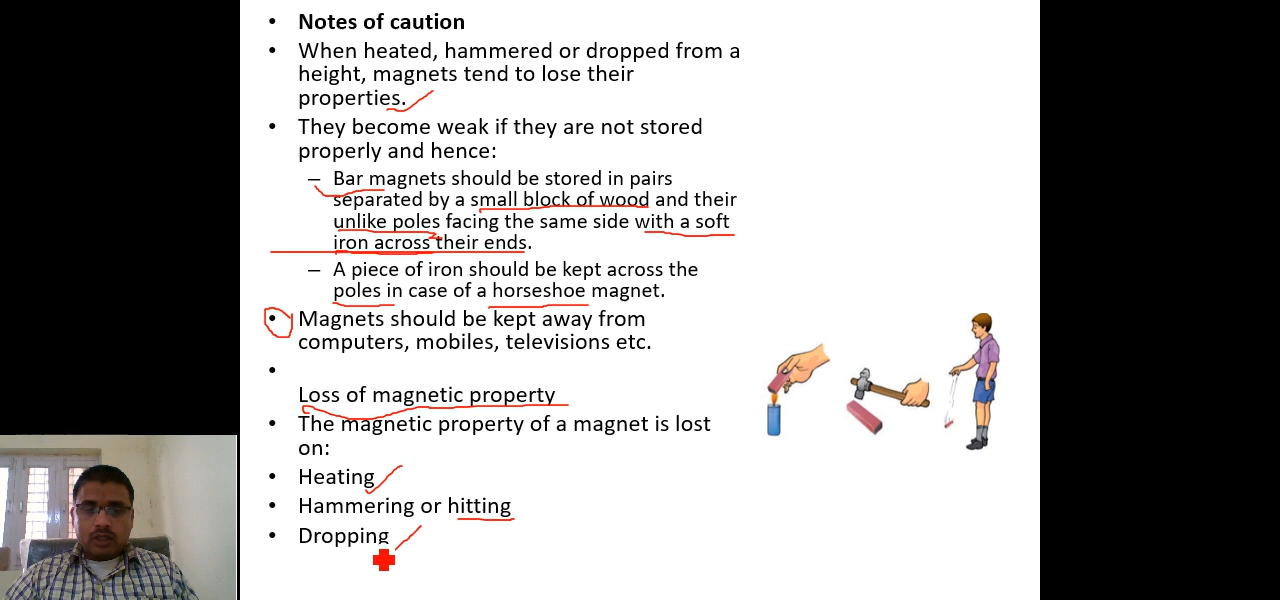 • Notes of caution
• When heated, hammered or dropped from a
height, magnets tend to lose their
properties.
• They become weak if they are not stored
properly and hence:
– Bar magnets should be stored in pairs
separated by a small block of wood and their
unlike poles facing the same side with a soft
iron across their ends.
– A piece of iron should be kept across the
poles in case of a horseshoe magnet.
• Magnets should be kept away from
computers, mobiles, televisions etc.
•
Loss of magnetic property
• The magnetic property of a magnet is lost
on:
• Heating
• Hammering or hitting
• Dropping